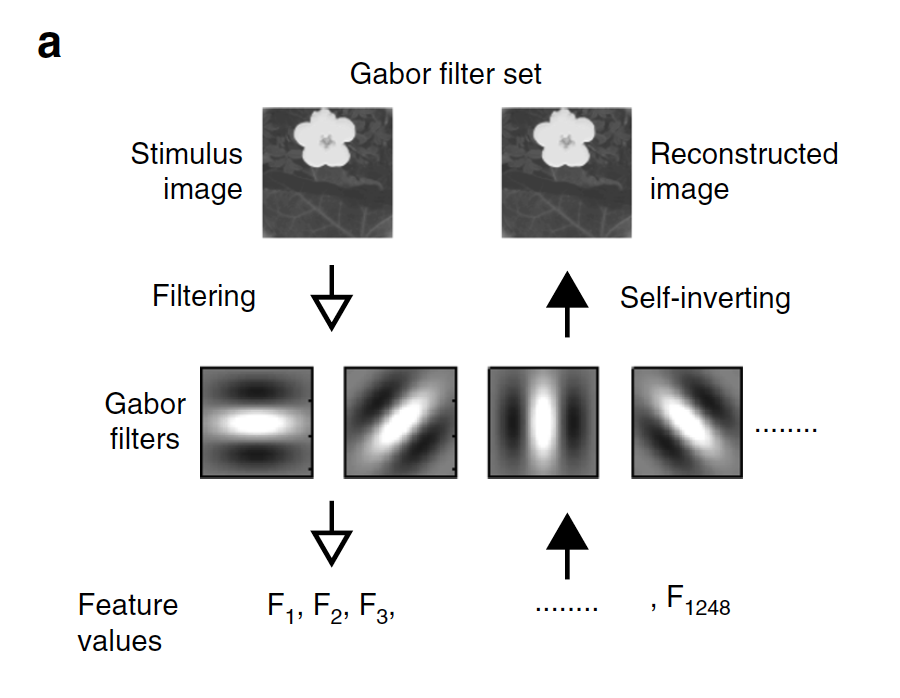 a
Gabor filter set
Stimulus
image
Reconstructed
image
Filtering
Self-inverting
Gabor
filters
........
Feature
values
F1, F2, F3, ........ , F1248